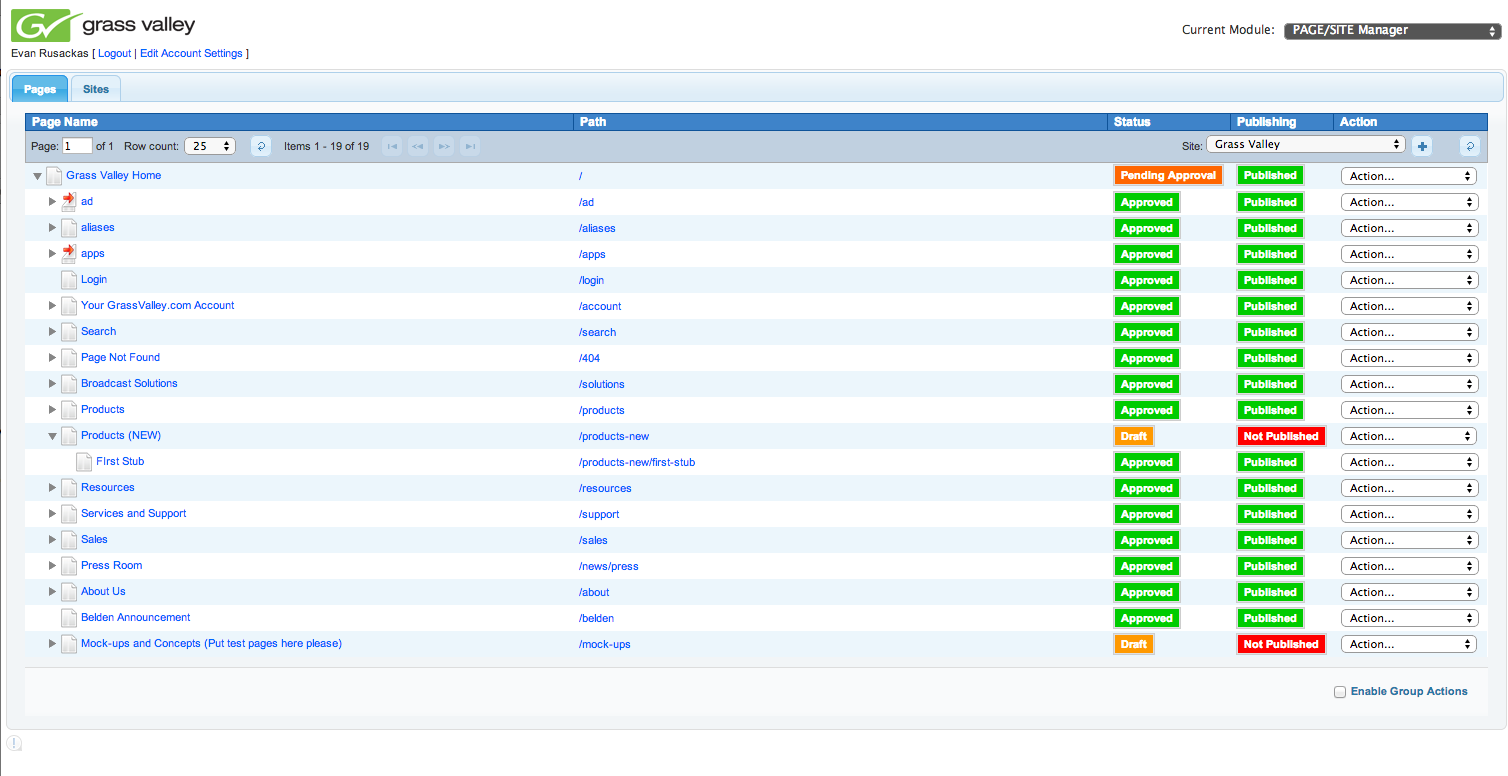 GV grass valley
Current Module: PAGE/SITE Manager
Evan Rusackas [ Logout | Edit Account Settings ]
Pages Sites
Page Name Path Status Publishing Action
Page: 1 of 1 Row count: 25 Items 1 - 19 of 19 Site: Grass Valley
Grass Valley Home / Pending Approval Published Action...
ad /ad Approved Published Action...
aliases /aliases Approved Published Action...
apps /apps Approved Published Action...
Login /login Approved Published Action...
Your GrassValley.com Account /account Approved Published Action...
Search /search Approved Published Action...
Page Not Found /404 Approved Published Action...
Broadcast Solutions /solutions Approved Published Action...
Products /products Approved Published Action...
Products (NEW) /products-new Draft Not Published Action...
FIrst Stub /products-new/first-stub Approved Published Action...
Resources /resources Approved Published Action...
Services and Support /support Approved Published Action...
Sales /sales Approved Published Action...
Press Room /news/press Approved Published Action...
About Us /about Approved Published Action...
Belden Announcement /belden Approved Published Action...
Mock-ups and Concepts (Put test pages here please) /mock-ups Draft Not Published Action...
Enable Group Actions